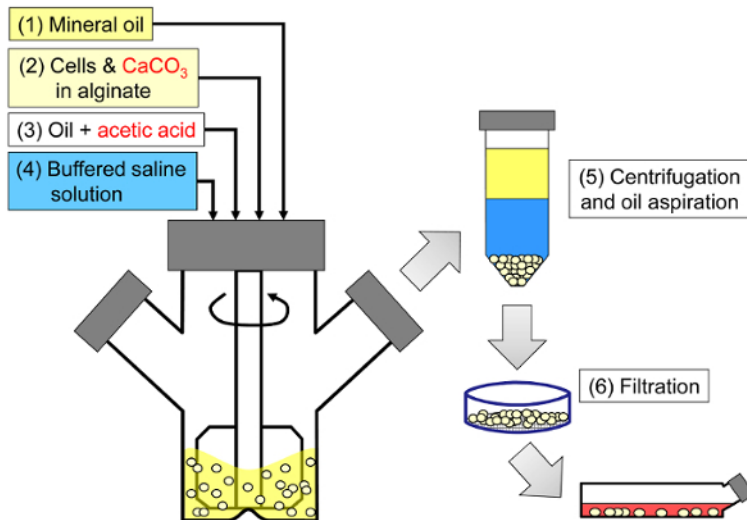 (1) Mineral oil
(2) Cells & CaCO₃
in alginate
(3) Oil + acetic acid
(4) Buffered saline
solution
(5) Centrifugation
and oil aspiration
(6) Filtration